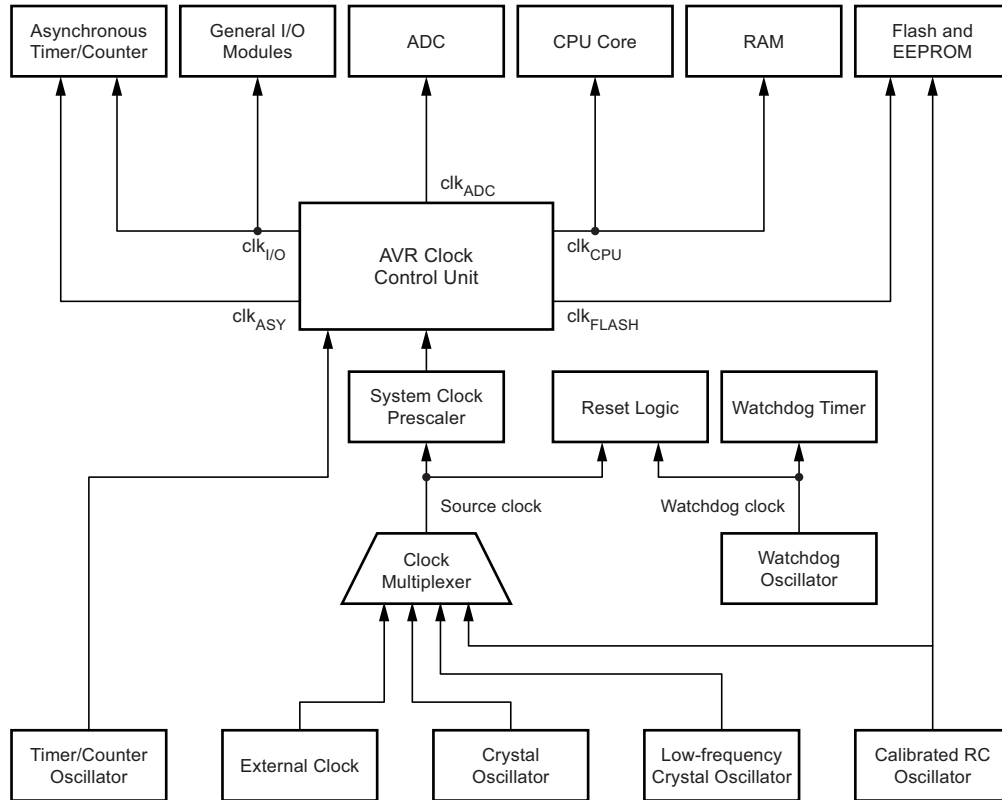 Asynchronous
Timer/Counter
General I/O
Modules
ADC
CPU Core
RAM
Flash and
EEPROM
clkADC
clkI/O
clkCPU
AVR Clock
Control Unit
clkASY
clkFLASH
System Clock
Prescaler
Reset Logic
Watchdog Timer
Source clock
Watchdog clock
Clock
Multiplexer
Watchdog
Oscillator
Timer/Counter
Oscillator
External Clock
Crystal
Oscillator
Low-frequency
Crystal Oscillator
Calibrated RC
Oscillator